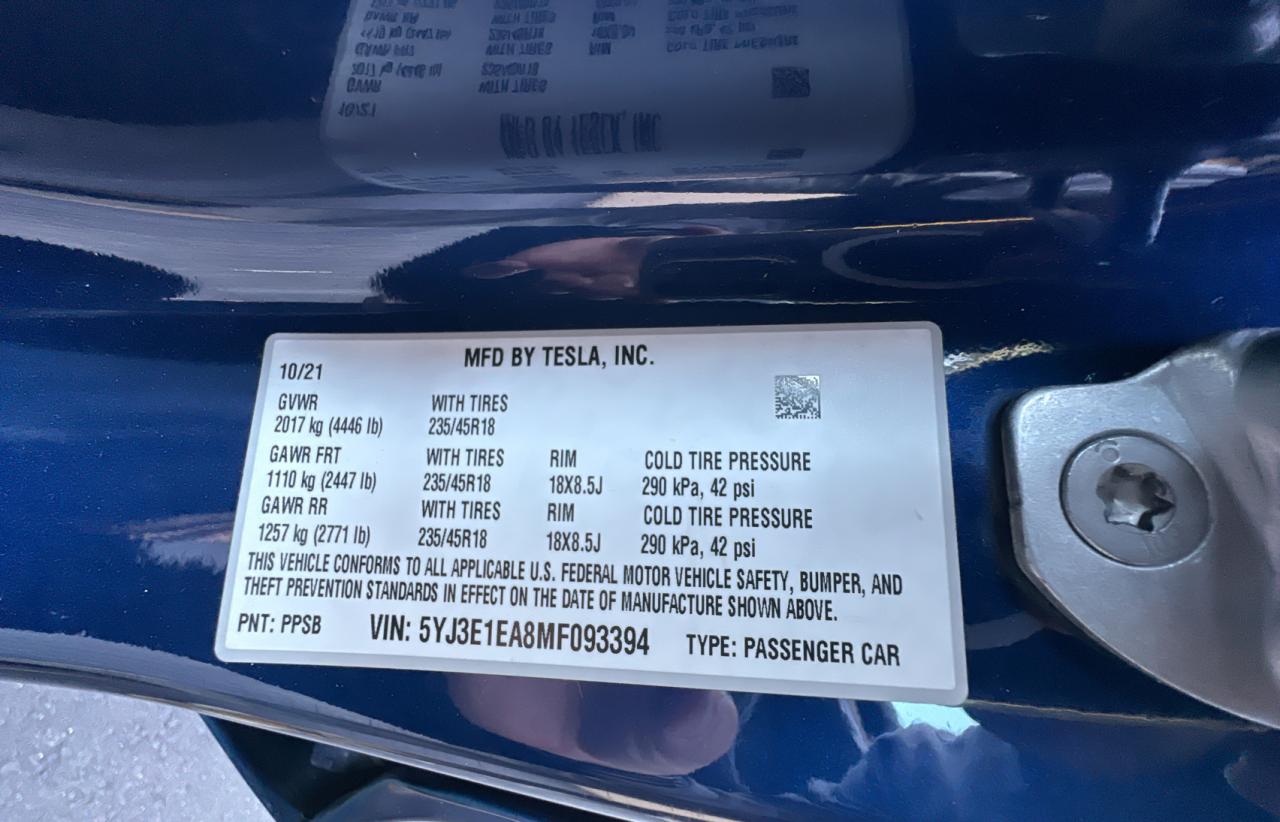 MFD BY TESLA, INC.
10/21
GVWR WITH TIRES
2017 kg (4446 lb) 235/45R18
GAWR FRT WITH TIRES RIM COLD TIRE PRESSURE
1110 kg (2447 lb) 235/45R18 18X8.5J 290 kPa, 42 psi
GAWR RR WITH TIRES RIM COLD TIRE PRESSURE
1257 kg (2771 lb) 235/45R18 18X8.5J 290 kPa, 42 psi
THIS VEHICLE CONFORMS TO ALL APPLICABLE U.S. FEDERAL MOTOR VEHICLE SAFETY, BUMPER, AND
THEFT PREVENTION STANDARDS IN EFFECT ON THE DATE OF MANUFACTURE SHOWN ABOVE.
PNT: PPSB VIN: 5YJ3E1EA8MF093394 TYPE: PASSENGER CAR